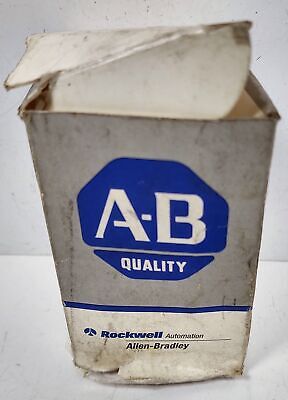 A-B
QUALITY
Rockwell Automation
Allen-Bradley